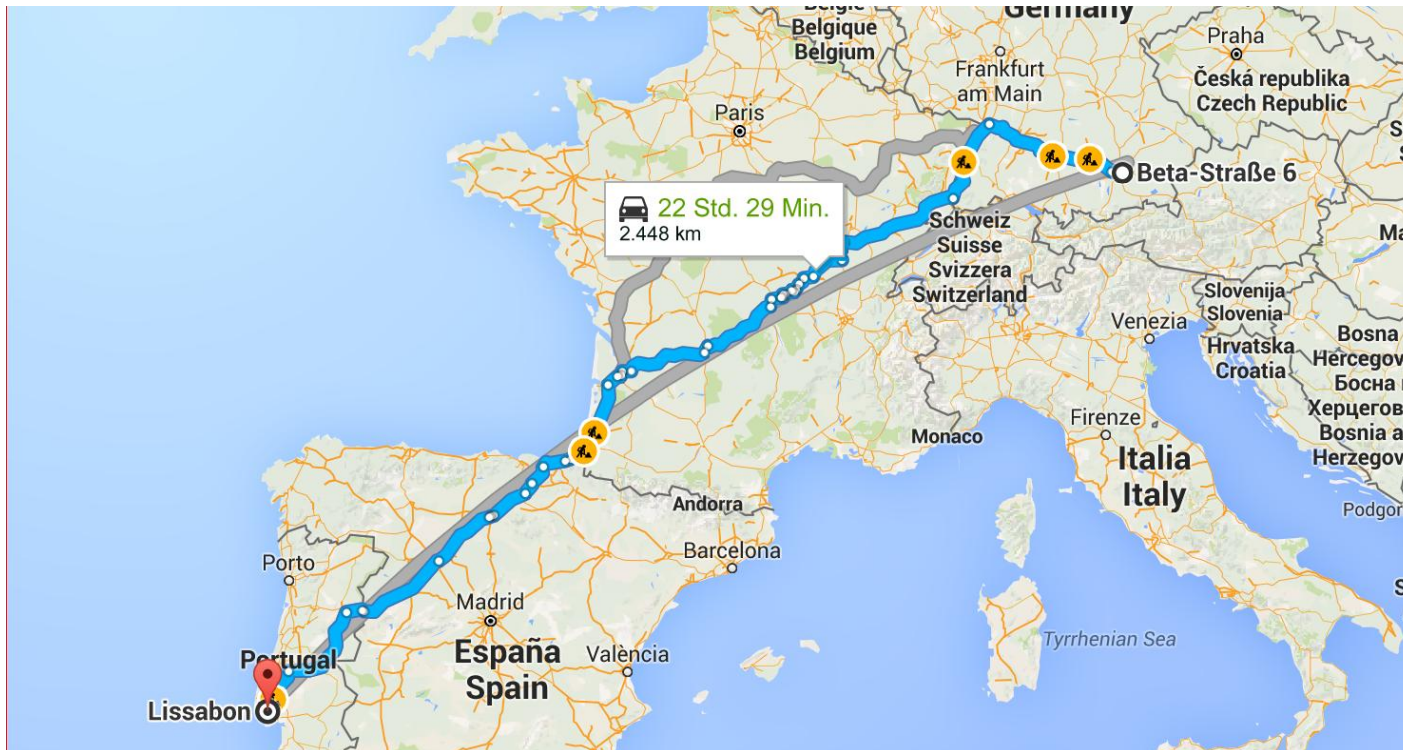 België
Belgique
Belgium
Germany
Praha
Česká republika
Czech Republic
Frankfurt
am Main
Paris
Beta-Straße 6
22 Std. 29 Min.
2.448 km
Schweiz
Suisse
Svizzera
Switzerland
Slovenija
Slovenia
Venezia
Hrvatska
Croatia
Bosna
Hercegov
Босна
Херцегов
Bosnia a
Herzegov
Monaco
Firenze
Italia
Italy
Andorra
Podgor
Barcelona
Porto
Madrid
España
Spain
València
Tyrrhenian Sea
Portugal
Lissabon